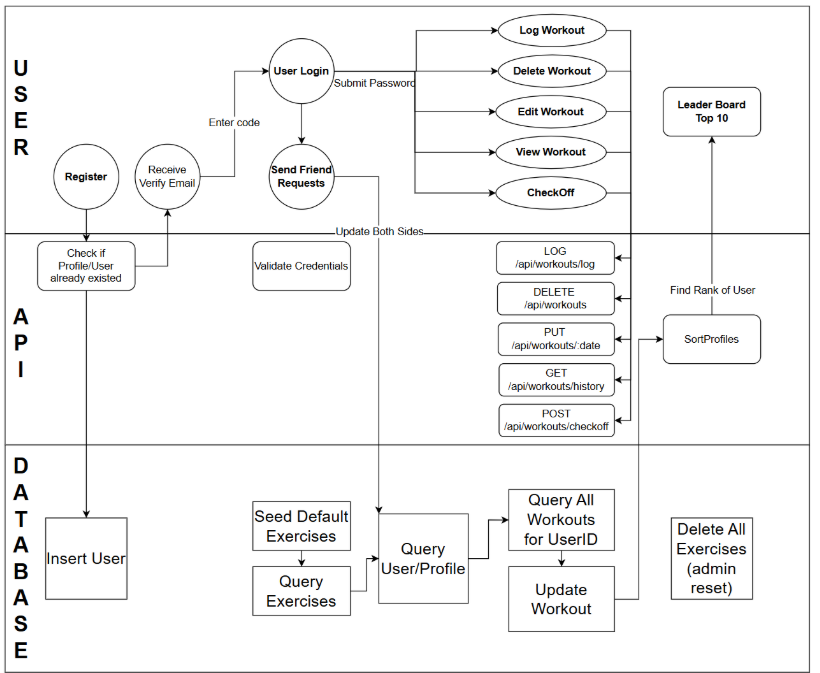 USER
Register
Receive
Verify Email
Enter code
User Login
Submit Password
Send Friend
Requests
Log Workout
Delete Workout
Edit Workout
View Workout
CheckOff
Leader Board
Top 10
Update Both Sides
API
Check if
Profile/User
already existed
Validate Credentials
LOG
/api/workouts/log
DELETE
/api/workouts
PUT
/api/workouts/:date
GET
/api/workouts/history
POST
/api/workouts/checkoff
Find Rank of User
SortProfiles
DATABASE
Insert User
Seed Default
Exercises
Query
Exercises
Query
User/Profile
Query All
Workouts
for UserID
Update
Workout
Delete All
Exercises
(admin
reset)